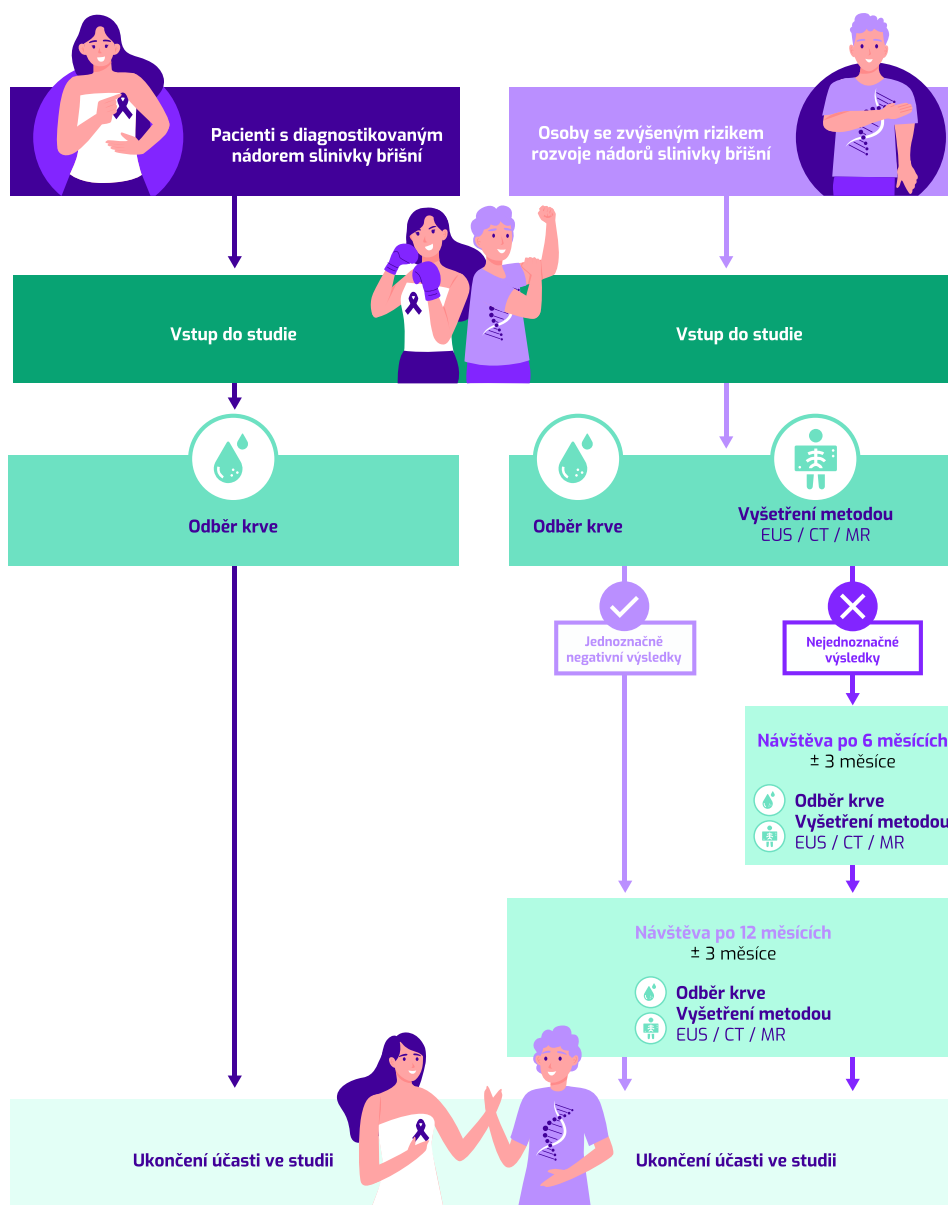 Pacienti s diagnostikovaným
nádorem slinivky břišní
Osoby se zvýšeným rizikem
rozvoje nádorů slinivky břišní
Vstup do studie
Vstup do studie
Odběr krve
Odběr krve
Vyšetření metodou
EUS / CT / MR
Jednoznačně
negativní výsledky
Nejednoznačné
výsledky
Návštěva po 6 měsících
± 3 měsíce
Odběr krve
Vyšetření metodou
EUS / CT / MR
Návštěva po 12 měsících
± 3 měsíce
Odběr krve
Vyšetření metodou
EUS / CT / MR
Ukončení účasti ve studii
Ukončení účasti ve studii